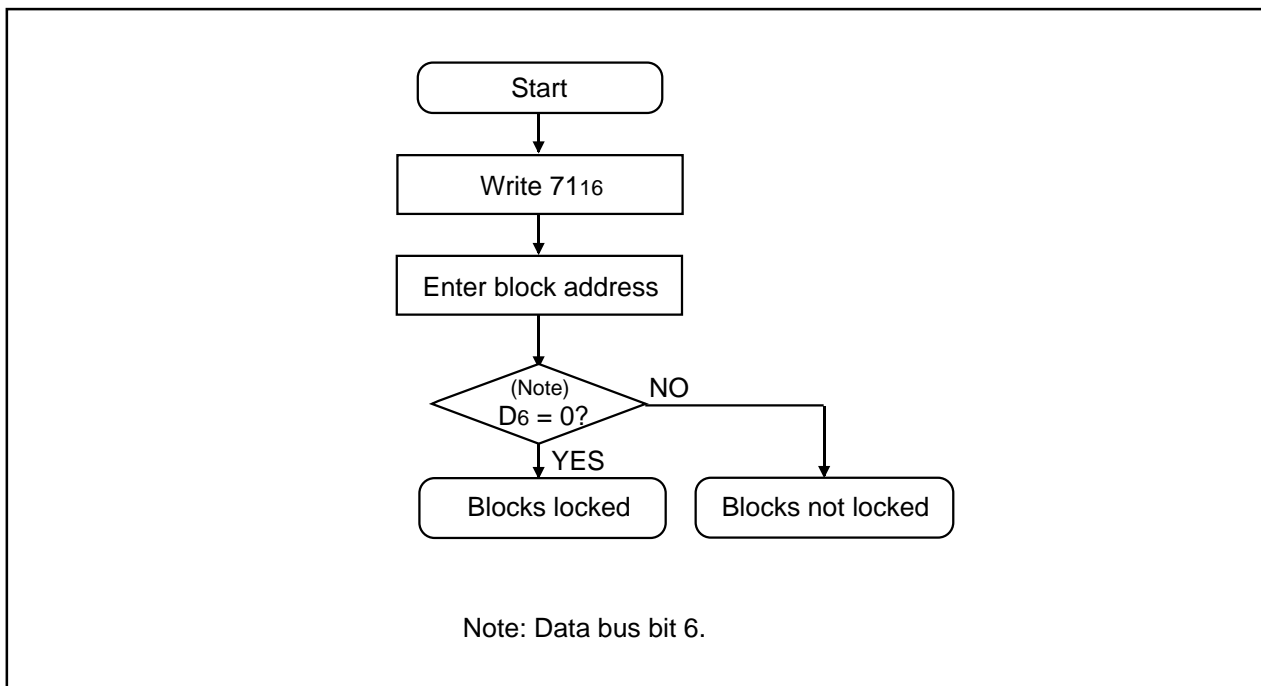 Start
Write 7116
Enter block address
(Note)
D6 = 0?
NO
YES
Blocks locked
Blocks not locked
Note: Data bus bit 6.